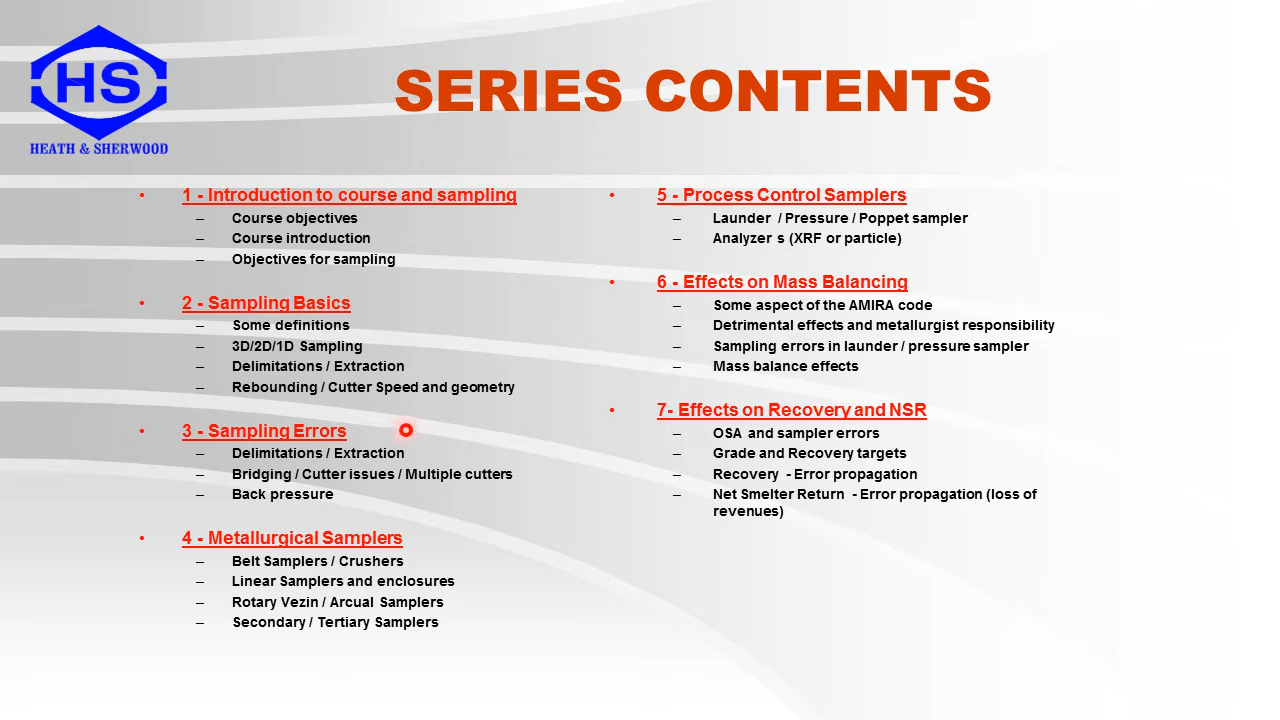 HS
HEATH & SHERWOOD
SERIES CONTENTS
• 1 - Introduction to course and sampling
– Course objectives
– Course introduction
– Objectives for sampling
• 2 - Sampling Basics
– Some definitions
– 3D/2D/1D Sampling
– Delimitations / Extraction
– Rebounding / Cutter Speed and geometry
• 3 - Sampling Errors
– Delimitations / Extraction
– Bridging / Cutter issues / Multiple cutters
– Back pressure
• 4 - Metallurgical Samplers
– Belt Samplers / Crushers
– Linear Samplers and enclosures
– Rotary Vezin / Arcual Samplers
– Secondary / Tertiary Samplers
• 5 - Process Control Samplers
– Launder / Pressure / Poppet sampler
– Analyzer s (XRF or particle)
• 6 - Effects on Mass Balancing
– Some aspect of the AMIRA code
– Detrimental effects and metallurgist responsibility
– Sampling errors in launder / pressure sampler
– Mass balance effects
• 7- Effects on Recovery and NSR
– OSA and sampler errors
– Grade and Recovery targets
– Recovery - Error propagation
– Net Smelter Return - Error propagation (loss of
revenues)